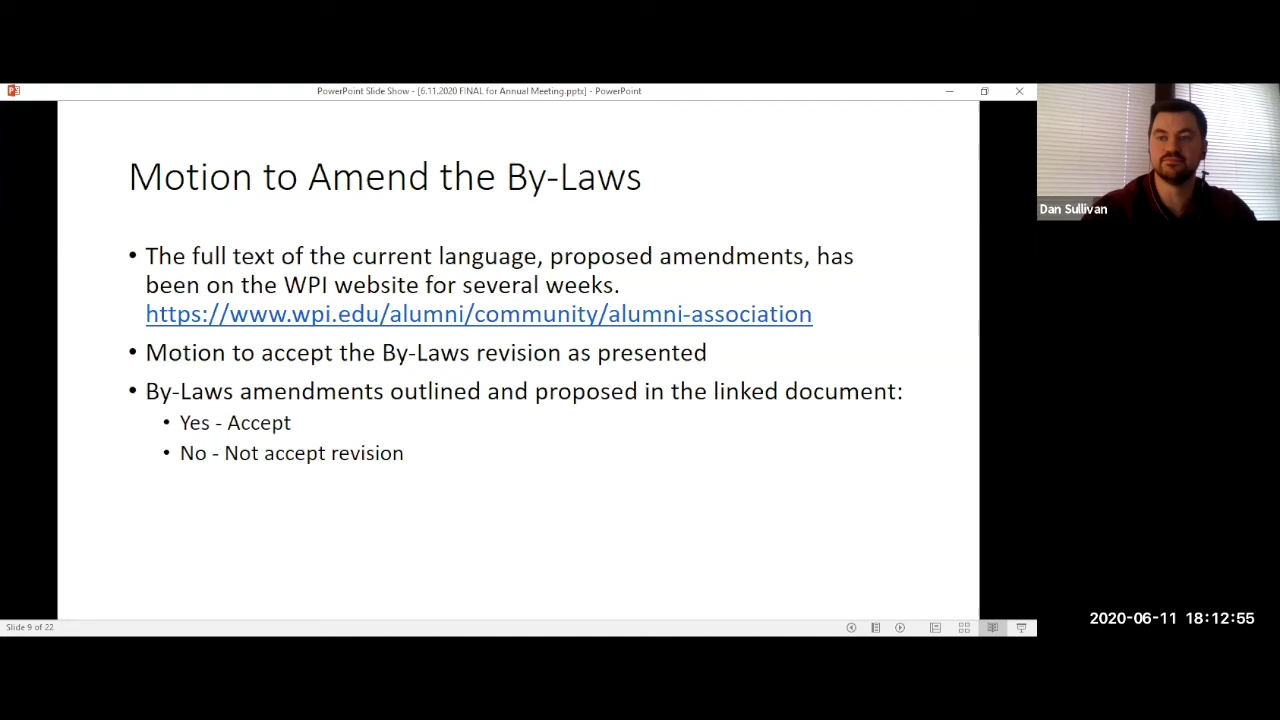 PowerPoint Slide Show - [6.11.2020 FINAL for Annual Meeting.pptx] - PowerPoint
Motion to Amend the By-Laws
• The full text of the current language, proposed amendments, has
been on the WPI website for several weeks.
https://www.wpi.edu/alumni/community/alumni-association
• Motion to accept the By-Laws revision as presented
• By-Laws amendments outlined and proposed in the linked document:
• Yes - Accept
• No - Not accept revision
Dan Sullivan
2020-06-11 18:12:55
Slide 9 of 22